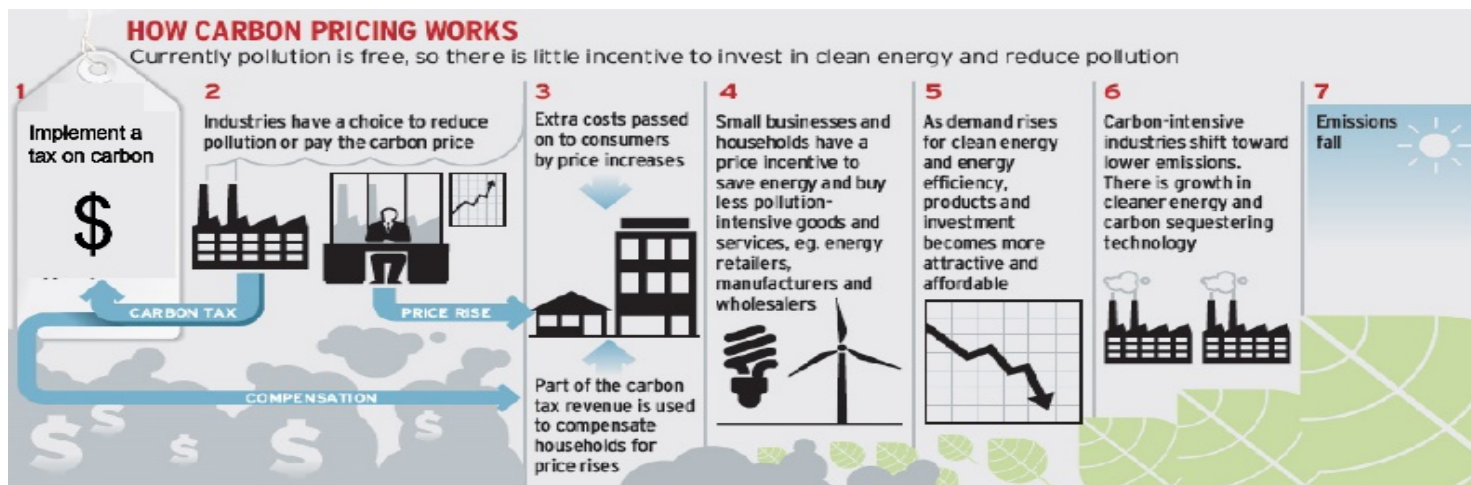 HOW CARBON PRICING WORKS
Currently pollution is free, so there is little incentive to invest in clean energy and reduce pollution
1
Implement a
tax on carbon
$
2
Industries have a choice to reduce
pollution or pay the carbon price
CARBON TAX
PRICE RISE
COMPENSATION
$ $ $ $ $
3
Extra costs passed
on to consumers
by price increases
Part of the carbon
tax revenue is used
to compensate
households for
price rises
4
Small businesses and
households have a
price incentive to
save energy and buy
less pollution-
intensive goods and
services, eg. energy
retailers,
manufacturers and
wholesalers
5
As demand rises
for clean energy
and energy
efficiency,
products and
investment
becomes more
attractive and
affordable
6
Carbon-intensive
industries shift toward
lower emissions.
There is growth in
cleaner energy and
carbon sequestering
technology
7
Emissions
fall